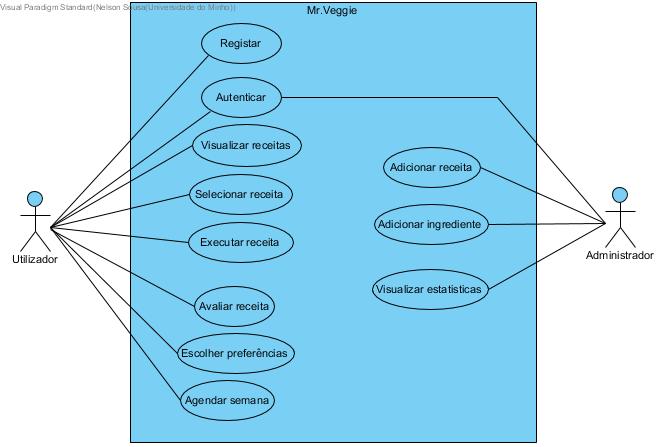 Visual Paradigm Standard(Nelson Sousa(Universidade do Minho))
Mr.Veggie
Registar
Autenticar
Visualizar receitas
Adicionar receita
Selecionar receita
Adicionar ingrediente
Executar receita
Utilizador
Administrador
Visualizar estatisticas
Avaliar receita
Escolher preferências
Agendar semana